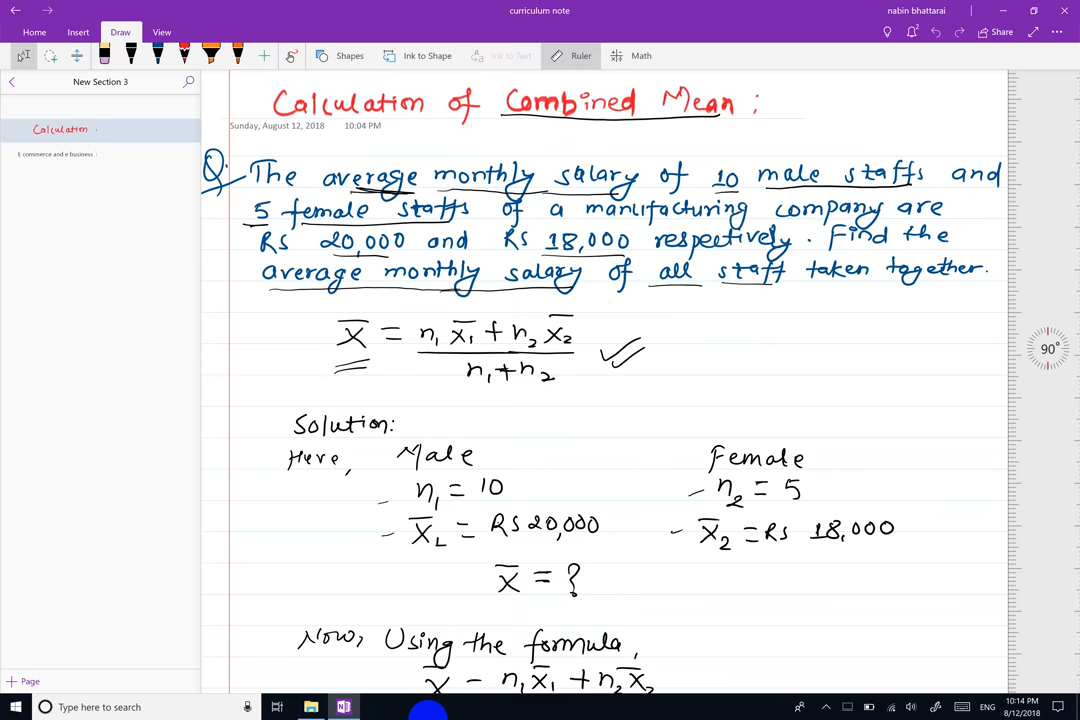 curriculum note
nabin bhattarai
Home Insert Draw View
Share
Shapes Ink to Shape Ink to Text Ruler Math
New Section 3
Calculation
E commerce and e business
Calculation of Combined Mean :
Sunday, August 12, 2018 10:04 PM
Q. The average monthly salary of 10 male staffs and
5 female staffs of a manufacturing company are
Rs 20,000 and Rs 18,000 respectively. Find the
average monthly salary of all staff taken together.
X̅ = n₁ X̅₁ + n₂ X̅₂
n₁ + n₂
90°
Solution:
Here, Male Female
n₁ = 10 - n₂ = 5
- X̅₁ = Rs 20,000 - X̅₂ = Rs 18,000
X̅ = ?
Now, Using the formula,
X̅ = n₁X̅₁ + n₂X̅₂
+ Page
Type here to search
ENG
10:14 PM
8/12/2018